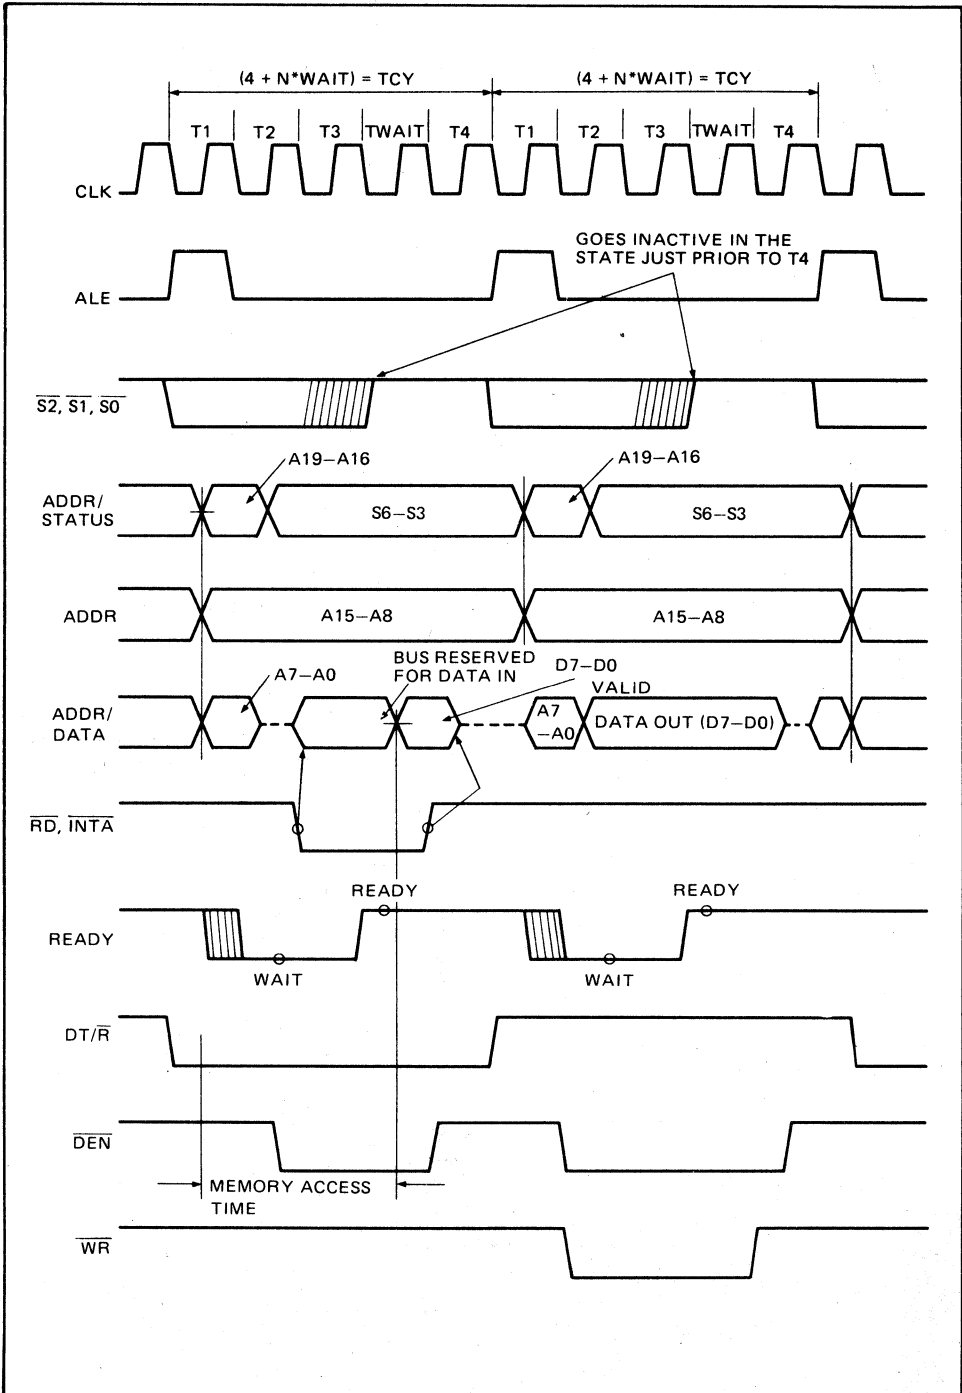 (4 + N*WAIT) = TCY
(4 + N*WAIT) = TCY
T1 T2 T3 TWAIT T4 T1 T2 T3 TWAIT T4
CLK
GOES INACTIVE IN THE
STATE JUST PRIOR TO T4
ALE
S2, S1, S0
A19–A16
A19–A16
ADDR/
STATUS
S6–S3
S6–S3
ADDR
A15–A8
A15–A8
BUS RESERVED
FOR DATA IN
A7–A0
D7–D0
VALID
ADDR/
DATA
A7
–A0
DATA OUT (D7–D0)
RD, INTA
READY
READY
READY
WAIT
WAIT
DT/R
DEN
MEMORY ACCESS
TIME
WR